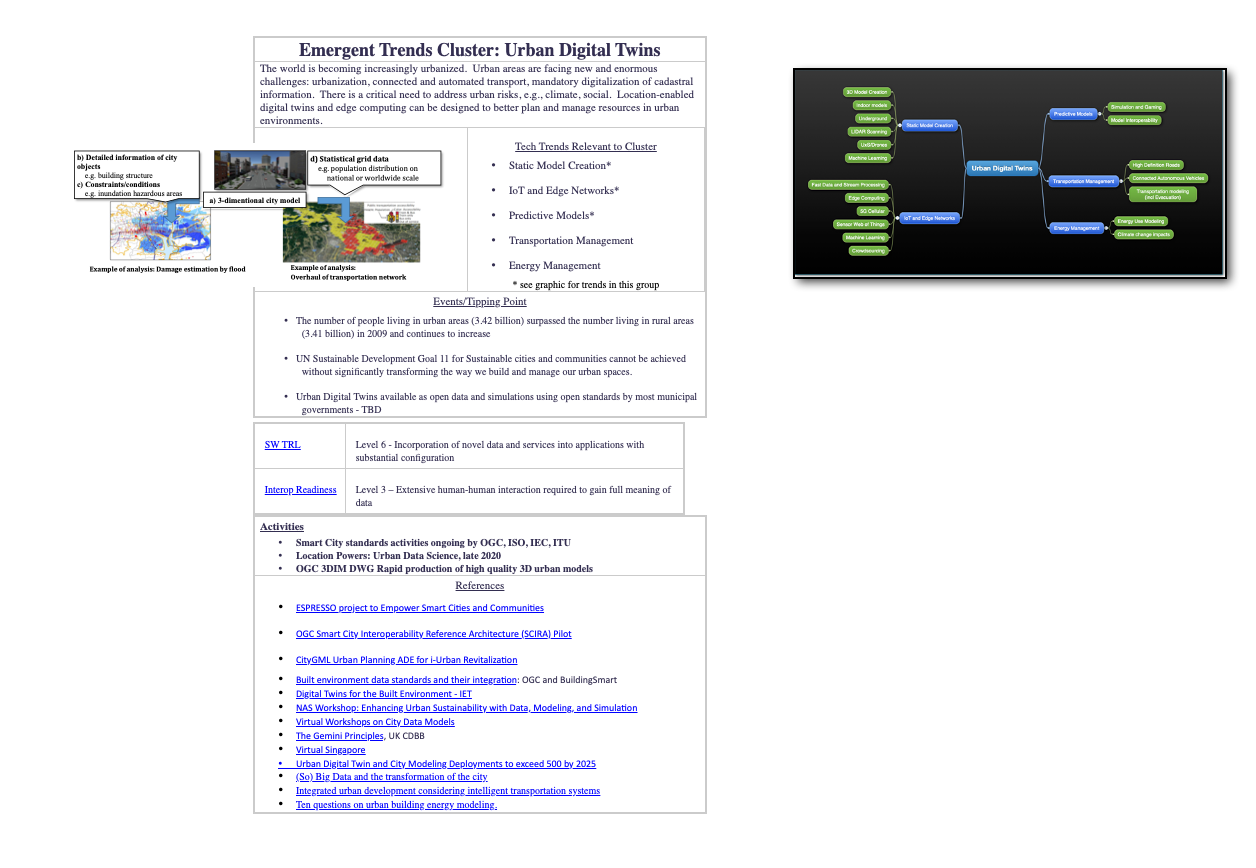 Emergent Trends Cluster: Urban Digital Twins
The world is becoming increasingly urbanized.  Urban areas are facing new and enormous
challenges: urbanization, connected and automated transport, mandatory digitalization of cadastral
information.  There is a critical need to address urban risks, e.g., climate, social.  Location-enabled
digital twins and edge computing can be designed to better plan and manage resources in urban
environments.
b) Detailed information of city
objects
e.g. building structure
c) Constraints/conditions
e.g. inundation hazardous areas
d) Statistical grid data
e.g. population distribution on
national or worldwide scale
a) 3-dimentional city model
Example of analysis: Damage estimation by flood
Example of analysis:
Overhaul of transportation network
Tech Trends Relevant to Cluster
• Static Model Creation*
• IoT and Edge Networks*
• Predictive Models*
• Transportation Management
• Energy Management
* see graphic for trends in this group
Events/Tipping Point
• The number of people living in urban areas (3.42 billion) surpassed the number living in rural areas
(3.41 billion) in 2009 and continues to increase
• UN Sustainable Development Goal 11 for Sustainable cities and communities cannot be achieved
without significantly transforming the way we build and manage our urban spaces.
• Urban Digital Twins available as open data and simulations using open standards by most municipal
governments - TBD
SW TRL
Level 6 - Incorporation of novel data and services into applications with
substantial configuration
Interop Readiness
Level 3 – Extensive human-human interaction required to gain full meaning of
data
Activities
• Smart City standards activities ongoing by OGC, ISO, IEC, ITU
• Location Powers: Urban Data Science, late 2020
• OGC 3DIM DWG Rapid production of high quality 3D urban models
References
• ESPRESSO project to Empower Smart Cities and Communities
• OGC Smart City Interoperability Reference Architecture (SCIRA) Pilot
• CityGML Urban Planning ADE for i-Urban Revitalization
• Built environment data standards and their integration: OGC and BuildingSmart
• Digital Twins for the Built Environment - IET
• NAS Workshop: Enhancing Urban Sustainability with Data, Modeling, and Simulation
• Virtual Workshops on City Data Models
• The Gemini Principles, UK CDBB
• Virtual Singapore
• Urban Digital Twin and City Modeling Deployments to exceed 500 by 2025
• (So) Big Data and the transformation of the city
• Integrated urban development considering intelligent transportation systems
• Ten questions on urban building energy modeling.
3D Model Creation
Indoor models
Underground
LiDAR Scanning
UxS/Drones
Machine Learning
Static Model Creation
Fast Data and Stream Processing
Edge Computing
5G Cellular
Sensor Web of Things
Machine Learning
Crowdsourcing
IoT and Edge Networks
Urban Digital Twins
Predictive Models
Simulation and Gaming
Model Interoperability
Transportation Management
High Definition Roads
Connected Autonomous Vehicles
Transportation modeling
(incl Evacuation)
Energy Management
Energy Use Modeling
Climate change impacts